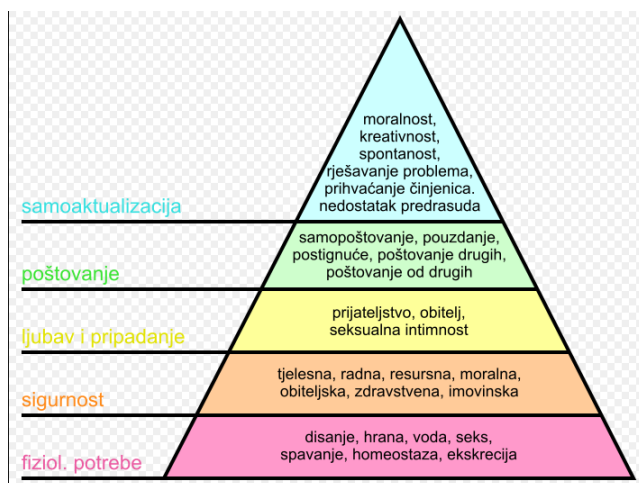 moralnost,
kreativnost,
spontanost,
rješavanje problema,
prihvaćanje činjenica.
nedostatak predrasuda
samoaktualizacija
samopoštovanje, pouzdanje,
postignuće, poštovanje drugih,
poštovanje od drugih
poštovanje
prijateljstvo, obitelj,
seksualna intimnost
ljubav i pripadanje
tjelesna, radna, resursna, moralna,
obiteljska, zdravstvena, imovinska
sigurnost
disanje, hrana, voda, seks,
spavanje, homeostaza, ekskrecija
fiziol. potrebe